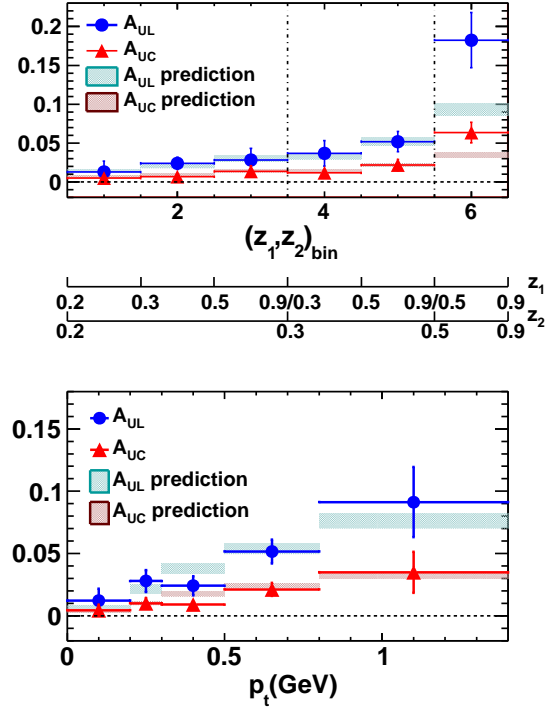 0.2
A_UL
A_UC
0.15
A_UL prediction
0.1
A_UC prediction
0.05
0
2 4 6
(z_1,z_2)_bin
z_1
0.2 0.3 0.5 0.9/0.3 0.5 0.9/0.5 0.9
z_2
0.2 0.3 0.5 0.9
A_UL
0.15
A_UC
A_UL prediction
0.1
A_UC prediction
0.05
0
0 0.5 1
p_t(GeV)